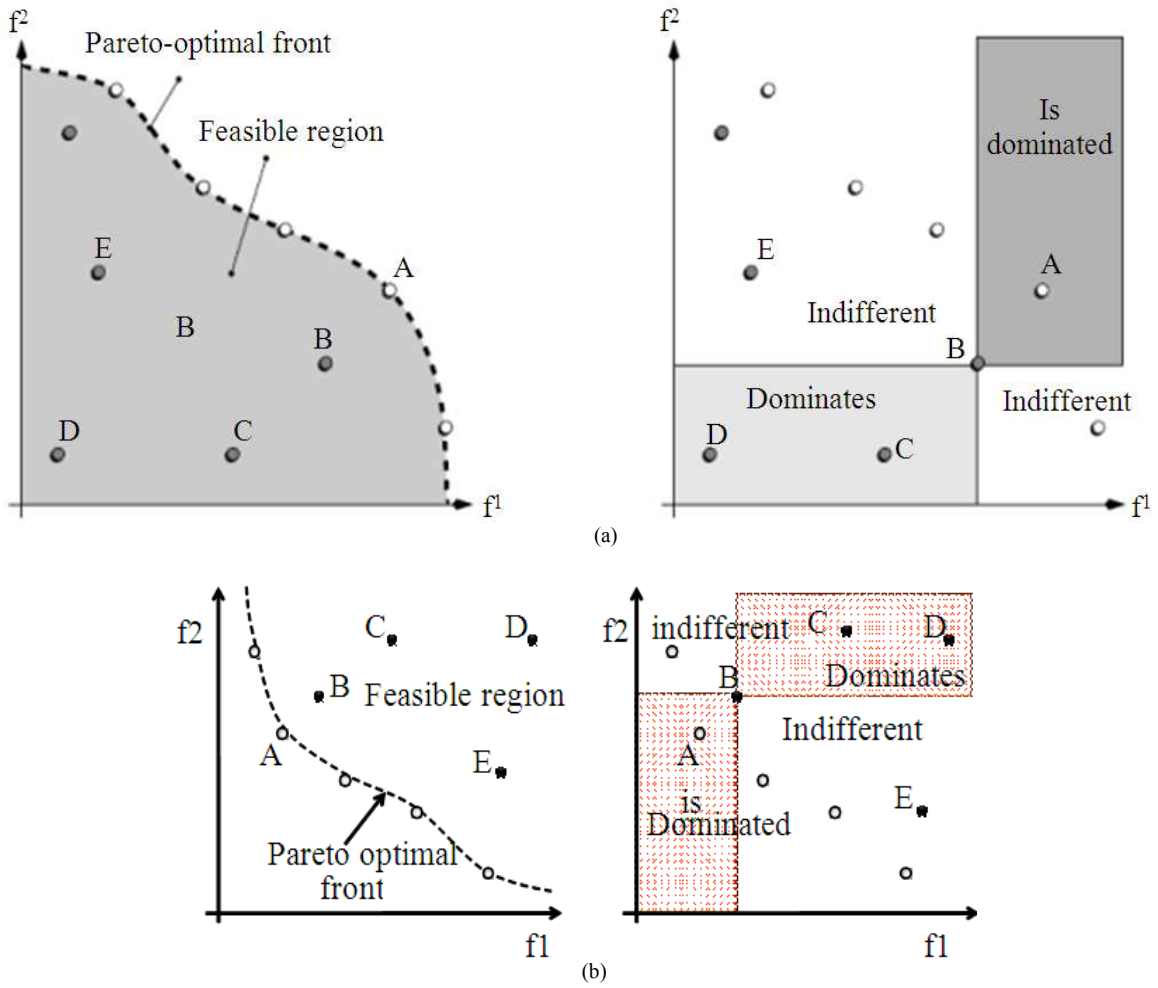 f²
Pareto-optimal front
Feasible region
E
A
B
B
D
C
f¹
f²
Is
dominated
E
A
Indifferent
B
Dominates
Indifferent
D
C
f¹
(a)
f2
C
D
B
Feasible region
A
E
Pareto optimal
front
f1
f2
indifferent
C
D
B
Dominates
Indifferent
A
is
Dominated
E
f1
(b)